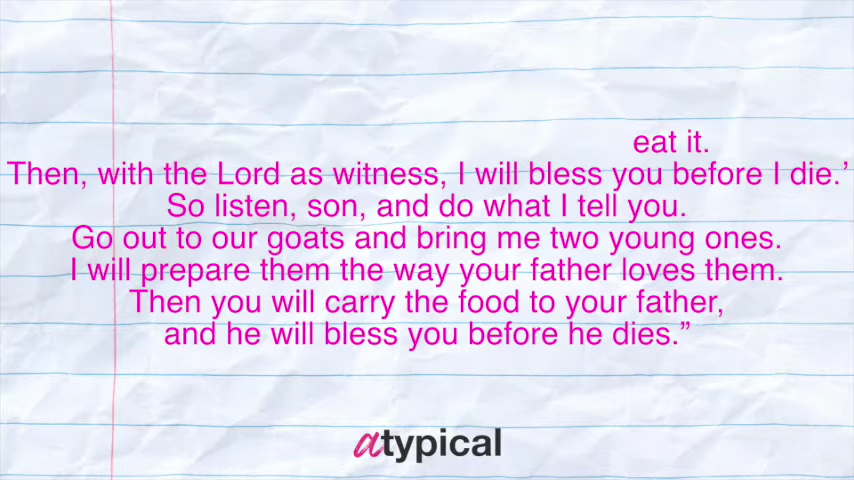 eat it.
Then, with the Lord as witness, I will bless you before I die.’
So listen, son, and do what I tell you.
Go out to our goats and bring me two young ones.
I will prepare them the way your father loves them.
Then you will carry the food to your father,
and he will bless you before he dies.”
atypical